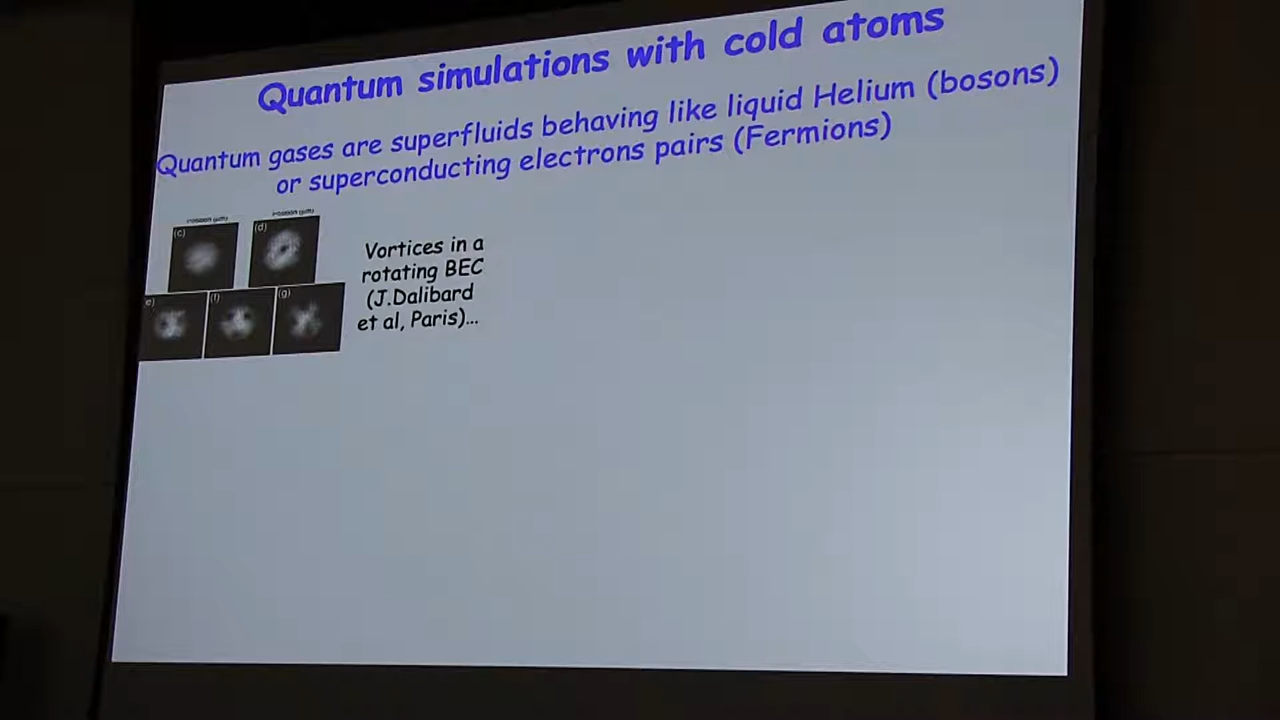 Quantum simulations with cold atoms
Quantum gases are superfluids behaving like liquid Helium (bosons)
or superconducting electrons pairs (Fermions)
(c)
(d)
e)
(f)
(g)
Vortices in a
rotating BEC
(J.Dalibard
et al, Paris)...